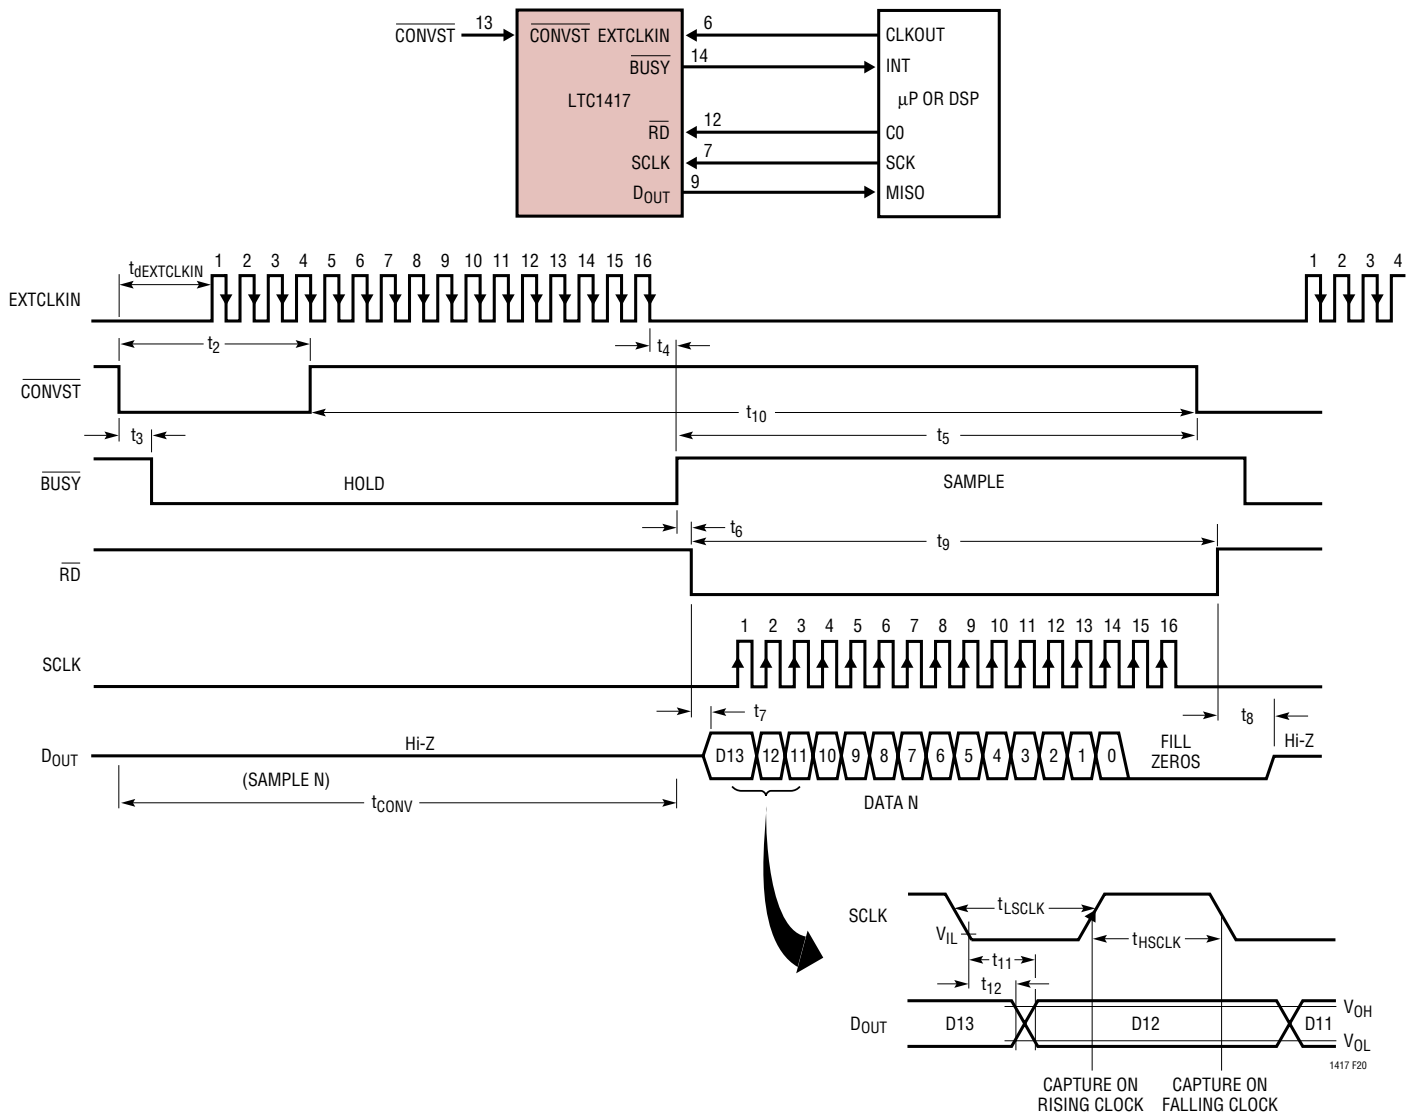 CONVST 13 CONVST EXTCLKIN 6 CLKOUT
BUSY 14 INT
LTC1417 μP OR DSP
RD 12 C0
SCLK 7 SCK
DOUT 9 MISO
tdEXTCLKIN 1 2 3 4 5 6 7 8 9 10 11 12 13 14 15 16 1 2 3 4
EXTCLKIN
t2 t4
CONVST
t10
t3 t5
BUSY HOLD SAMPLE
t6
t9
RD
1 2 3 4 5 6 7 8 9 10 11 12 13 14 15 16
SCLK
t7 t8
DOUT Hi-Z D13 12 11 10 9 8 7 6 5 4 3 2 1 0 FILL ZEROS Hi-Z
(SAMPLE N)
tCONV DATA N
SCLK tLSCLK
VIL tHSCLK
t11
t12
VOH
DOUT D13 D12 D11
VOL
1417 F20
CAPTURE ON RISING CLOCK
CAPTURE ON FALLING CLOCK